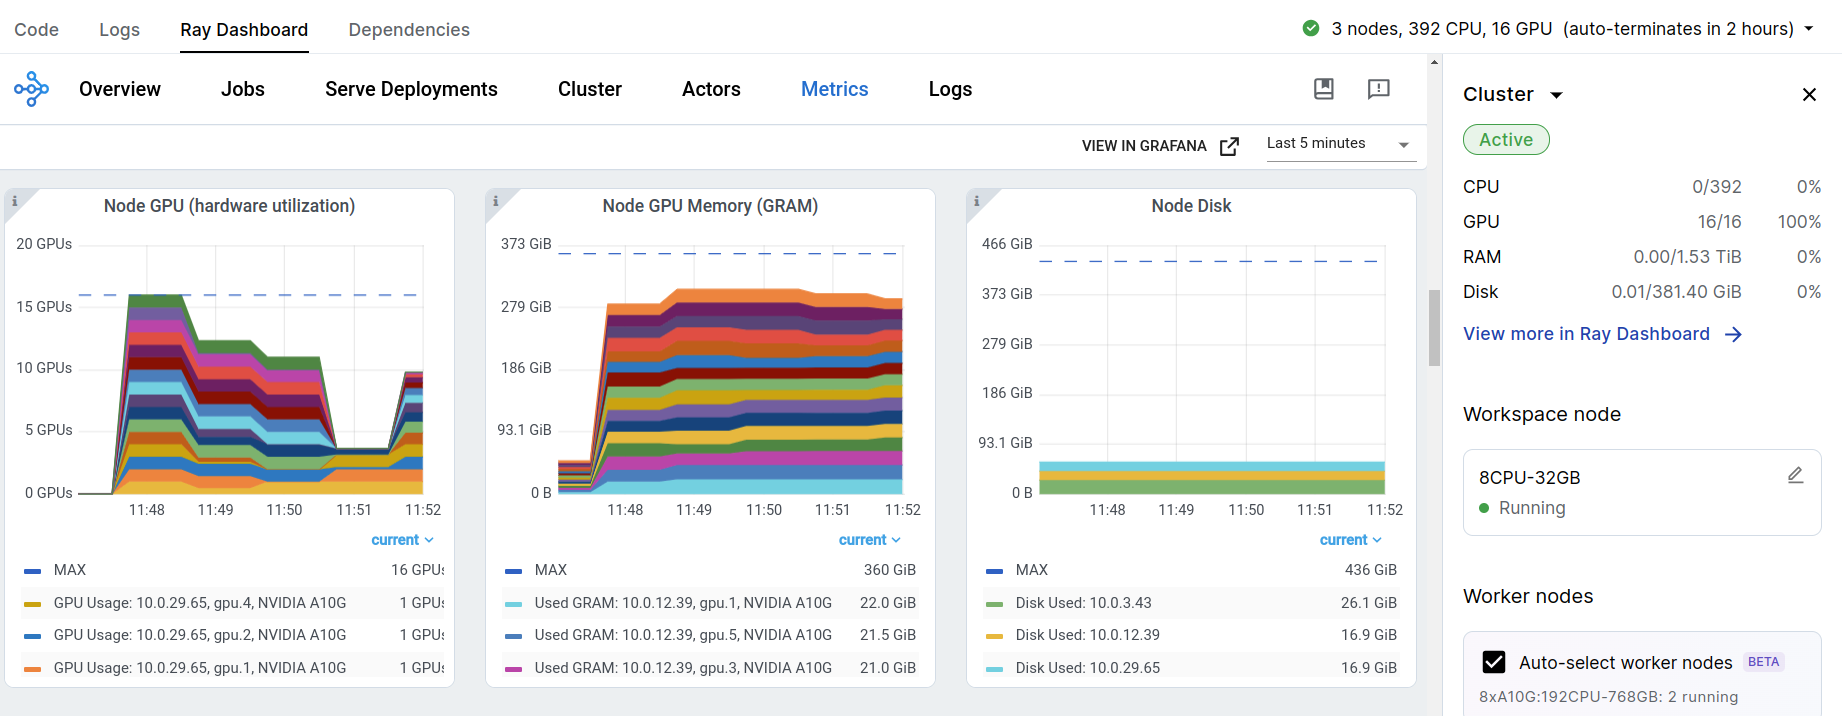 Code Logs Ray Dashboard Dependencies
3 nodes, 392 CPU, 16 GPU (auto-terminates in 2 hours)
Overview Jobs Serve Deployments Cluster Actors Metrics Logs
VIEW IN GRAFANA Last 5 minutes
Node GPU (hardware utilization)
20 GPUs
15 GPUs
10 GPUs
5 GPUs
0 GPUs
11:48 11:49 11:50 11:51 11:52
current
MAX 16 GPUs
GPU Usage: 10.0.29.65, gpu.4, NVIDIA A10G 1 GPUs
GPU Usage: 10.0.29.65, gpu.2, NVIDIA A10G 1 GPUs
GPU Usage: 10.0.29.65, gpu.1, NVIDIA A10G 1 GPUs
Node GPU Memory (GRAM)
373 GiB
279 GiB
186 GiB
93.1 GiB
0 B
11:48 11:49 11:50 11:51 11:52
current
MAX 360 GiB
Used GRAM: 10.0.12.39, gpu.1, NVIDIA A10G 22.0 GiB
Used GRAM: 10.0.12.39, gpu.5, NVIDIA A10G 21.5 GiB
Used GRAM: 10.0.12.39, gpu.3, NVIDIA A10G 21.0 GiB
Node Disk
466 GiB
373 GiB
279 GiB
186 GiB
93.1 GiB
0 B
11:48 11:49 11:50 11:51 11:52
current
MAX 436 GiB
Disk Used: 10.0.3.43 26.1 GiB
Disk Used: 10.0.12.39 16.9 GiB
Disk Used: 10.0.29.65 16.9 GiB
Cluster
Active
CPU 0/392 0%
GPU 16/16 100%
RAM 0.00/1.53 TiB 0%
Disk 0.01/381.40 GiB 0%
View more in Ray Dashboard
Workspace node
8CPU-32GB
Running
Worker nodes
Auto-select worker nodes BETA
8xA10G:192CPU-768GB: 2 running